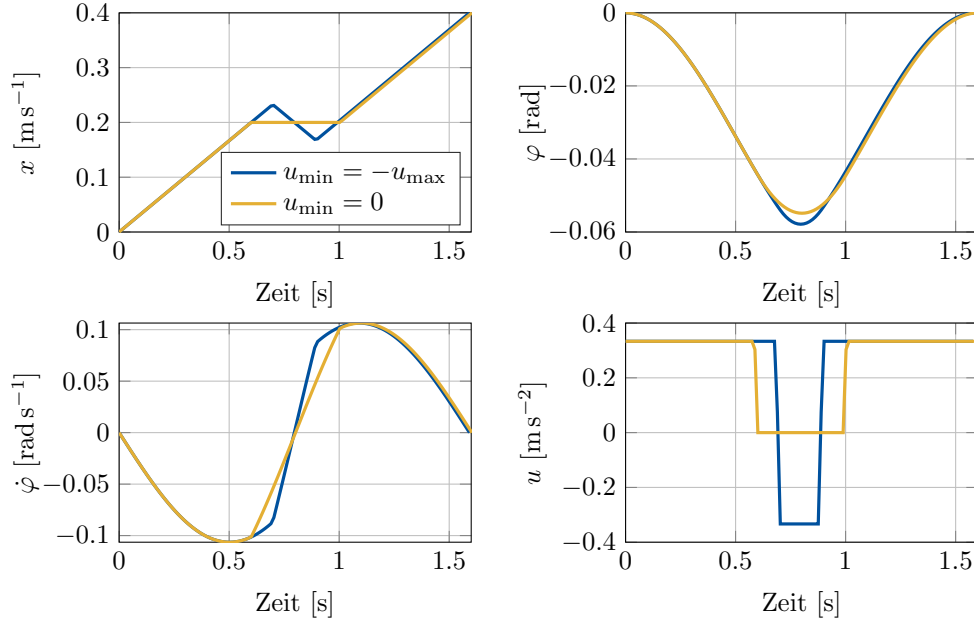 0.4
0.3
0.2
0.1
0
x [m s⁻¹]
u_min = −u_max
u_min = 0
0 0.5 1 1.5
Zeit [s]
0
−0.02
−0.04
−0.06
φ [rad]
0 0.5 1 1.5
Zeit [s]
0.1
0.05
0
−0.05
−0.1
φ̇ [rad s⁻¹]
0 0.5 1 1.5
Zeit [s]
0.4
0.2
0
−0.2
−0.4
u [m s⁻²]
0 0.5 1 1.5
Zeit [s]